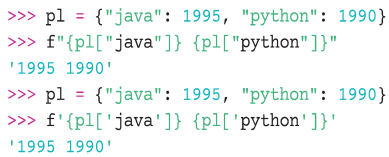 >>> pl = {"java": 1995, "python": 1990}
>>> f"{pl["java"]} {pl["python"]}"
'1995 1990'
>>> pl = {"java": 1995, "python": 1990}
>>> f'{pl['java']} {pl['python']}'
'1995 1990'